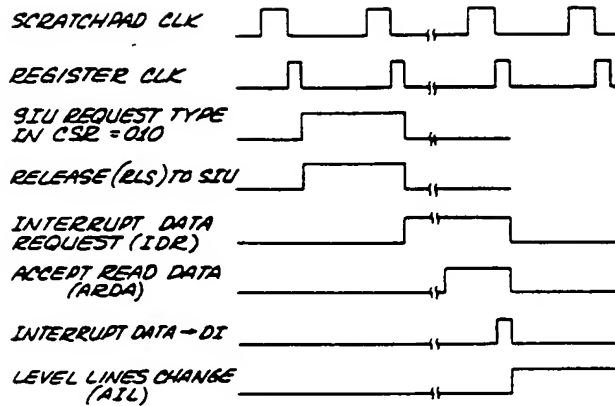 SCRATCHPAD CLK
REGISTER CLK
SIU REQUEST TYPE
IN CSR = 010
RELEASE (RLS) TO SIU
INTERRUPT DATA
REQUEST (IDR)
ACCEPT READ DATA
(ARDA)
INTERRUPT DATA → DI
LEVEL LINES CHANGE
(AIL)